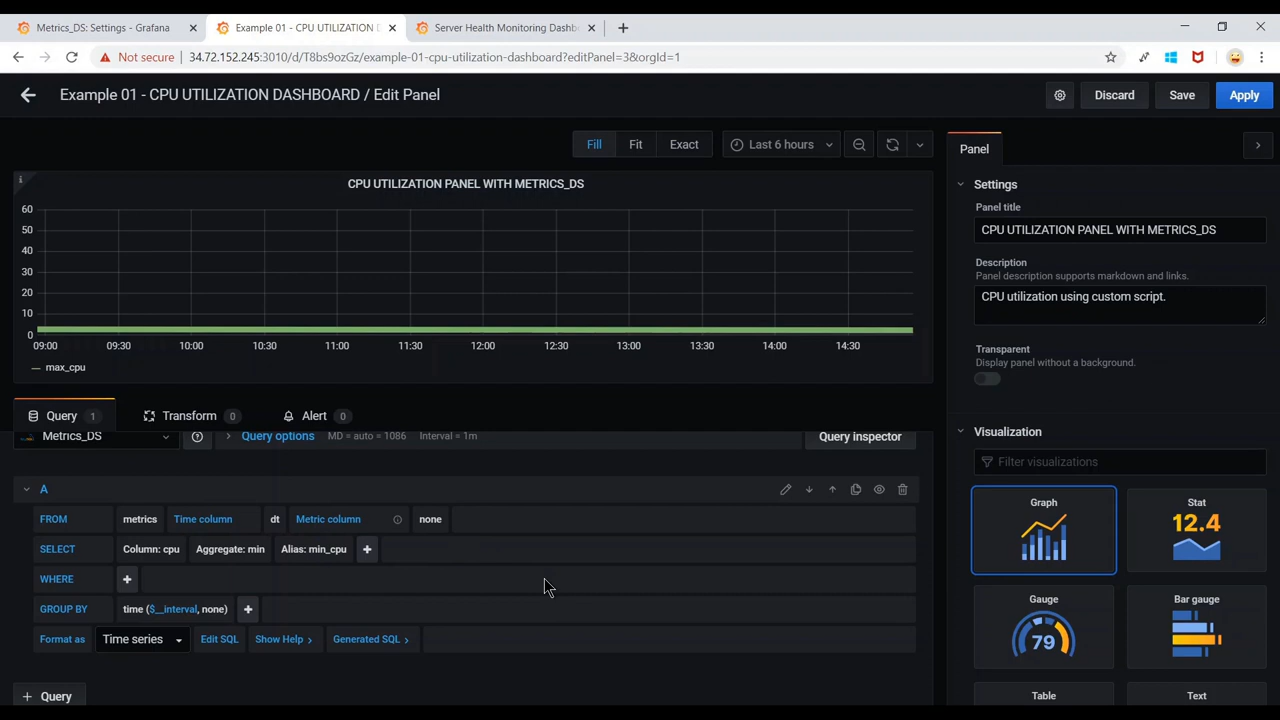 Metrics_DS: Settings - Grafana
Example 01 - CPU UTILIZATION D
Server Health Monitoring Dashb
Not secure
34.72.152.245:3010/d/T8bs9ozGz/example-01-cpu-utilization-dashboard?editPanel=3&orgId=1
Example 01 - CPU UTILIZATION DASHBOARD / Edit Panel
Discard
Save
Apply
Fill
Fit
Exact
Last 6 hours
Panel
CPU UTILIZATION PANEL WITH METRICS_DS
60
50
40
30
20
10
0
09:00 09:30 10:00 10:30 11:00 11:30 12:00 12:30 13:00 13:30 14:00 14:30
max_cpu
Settings
Panel title
CPU UTILIZATION PANEL WITH METRICS_DS
Description
Panel description supports markdown and links.
CPU utilization using custom script.
Transparent
Display panel without a background.
Query 1
Transform 0
Alert 0
Metrics_DS
Query options
MD = auto = 1086
Interval = 1m
Query inspector
A
FROM metrics Time column dt Metric column none
SELECT Column: cpu Aggregate: min Alias: min_cpu +
WHERE +
GROUP BY time ($__interval, none) +
Format as Time series Edit SQL Show Help > Generated SQL >
+ Query
Visualization
Filter visualizations
Graph
Stat
12.4
Gauge
79
Bar gauge
Table
Text